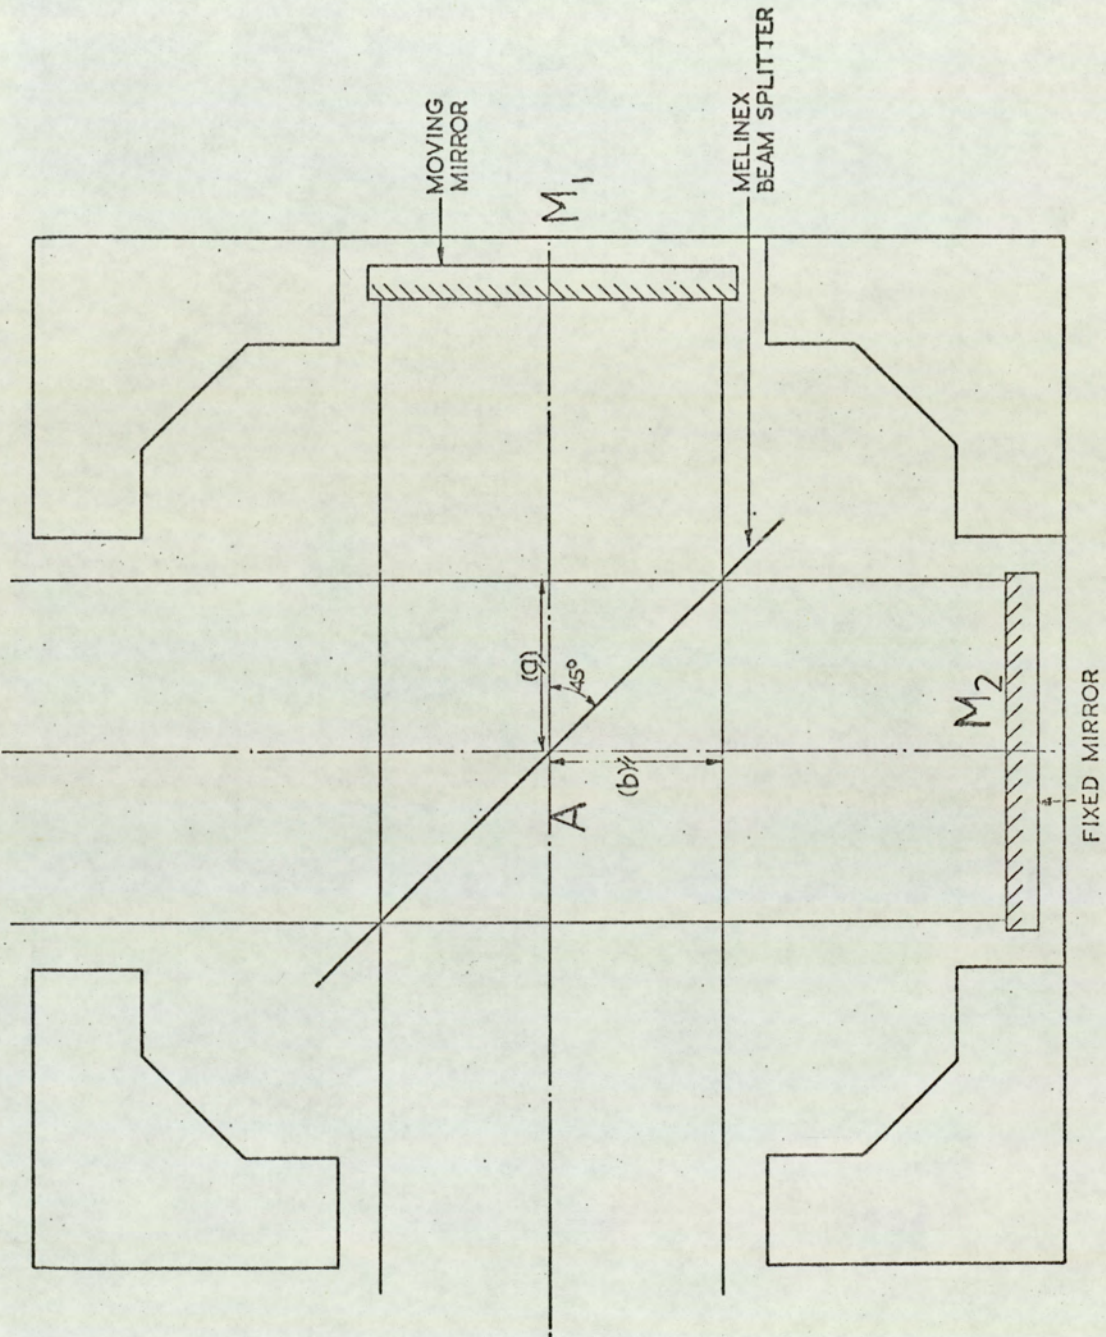 MOVING
MIRROR
M₁
MELINEX
BEAM SPLITTER
(a)
45°
A
(b)
M₂
FIXED MIRROR